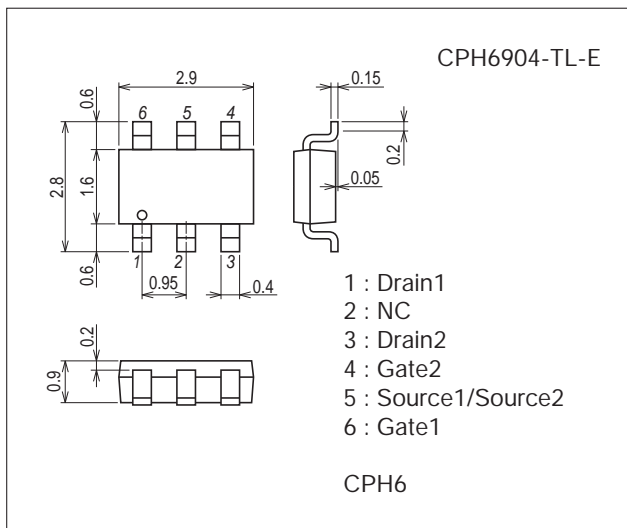 CPH6904-TL-E
2.9
0.15
0.6
6 5 4
2.8
1.6
0.2
0.05
0.6
1 2 3
0.95
0.4
1 : Drain1
2 : NC
3 : Drain2
4 : Gate2
5 : Source1/Source2
6 : Gate1
0.2
0.9
CPH6